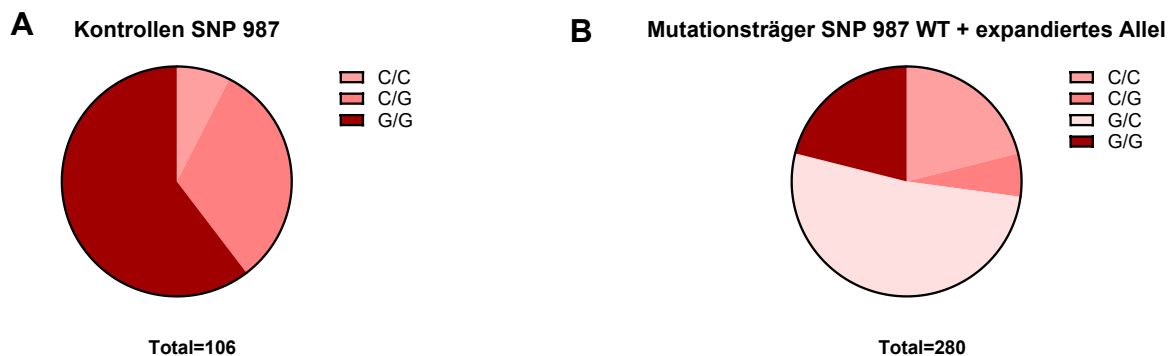 A
Kontrollen SNP 987
C/C
C/G
G/G
Total=106
B
Mutationsträger SNP 987 WT + expandiertes Allel
C/C
C/G
G/C
G/G
Total=280